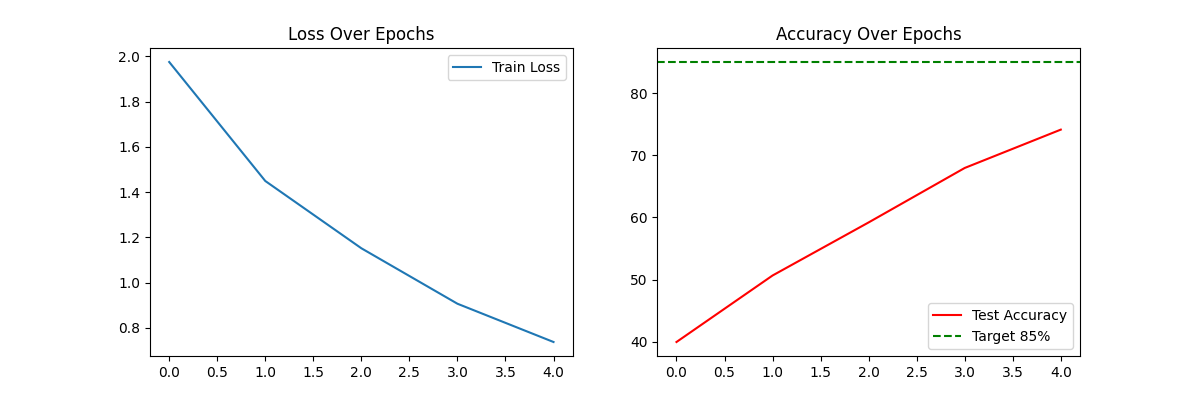 Loss Over Epochs
2.0
1.8
1.6
1.4
1.2
1.0
0.8
Train Loss
0.0 0.5 1.0 1.5 2.0 2.5 3.0 3.5 4.0
Accuracy Over Epochs
80
70
60
50
40
Test Accuracy
Target 85%
0.0 0.5 1.0 1.5 2.0 2.5 3.0 3.5 4.0